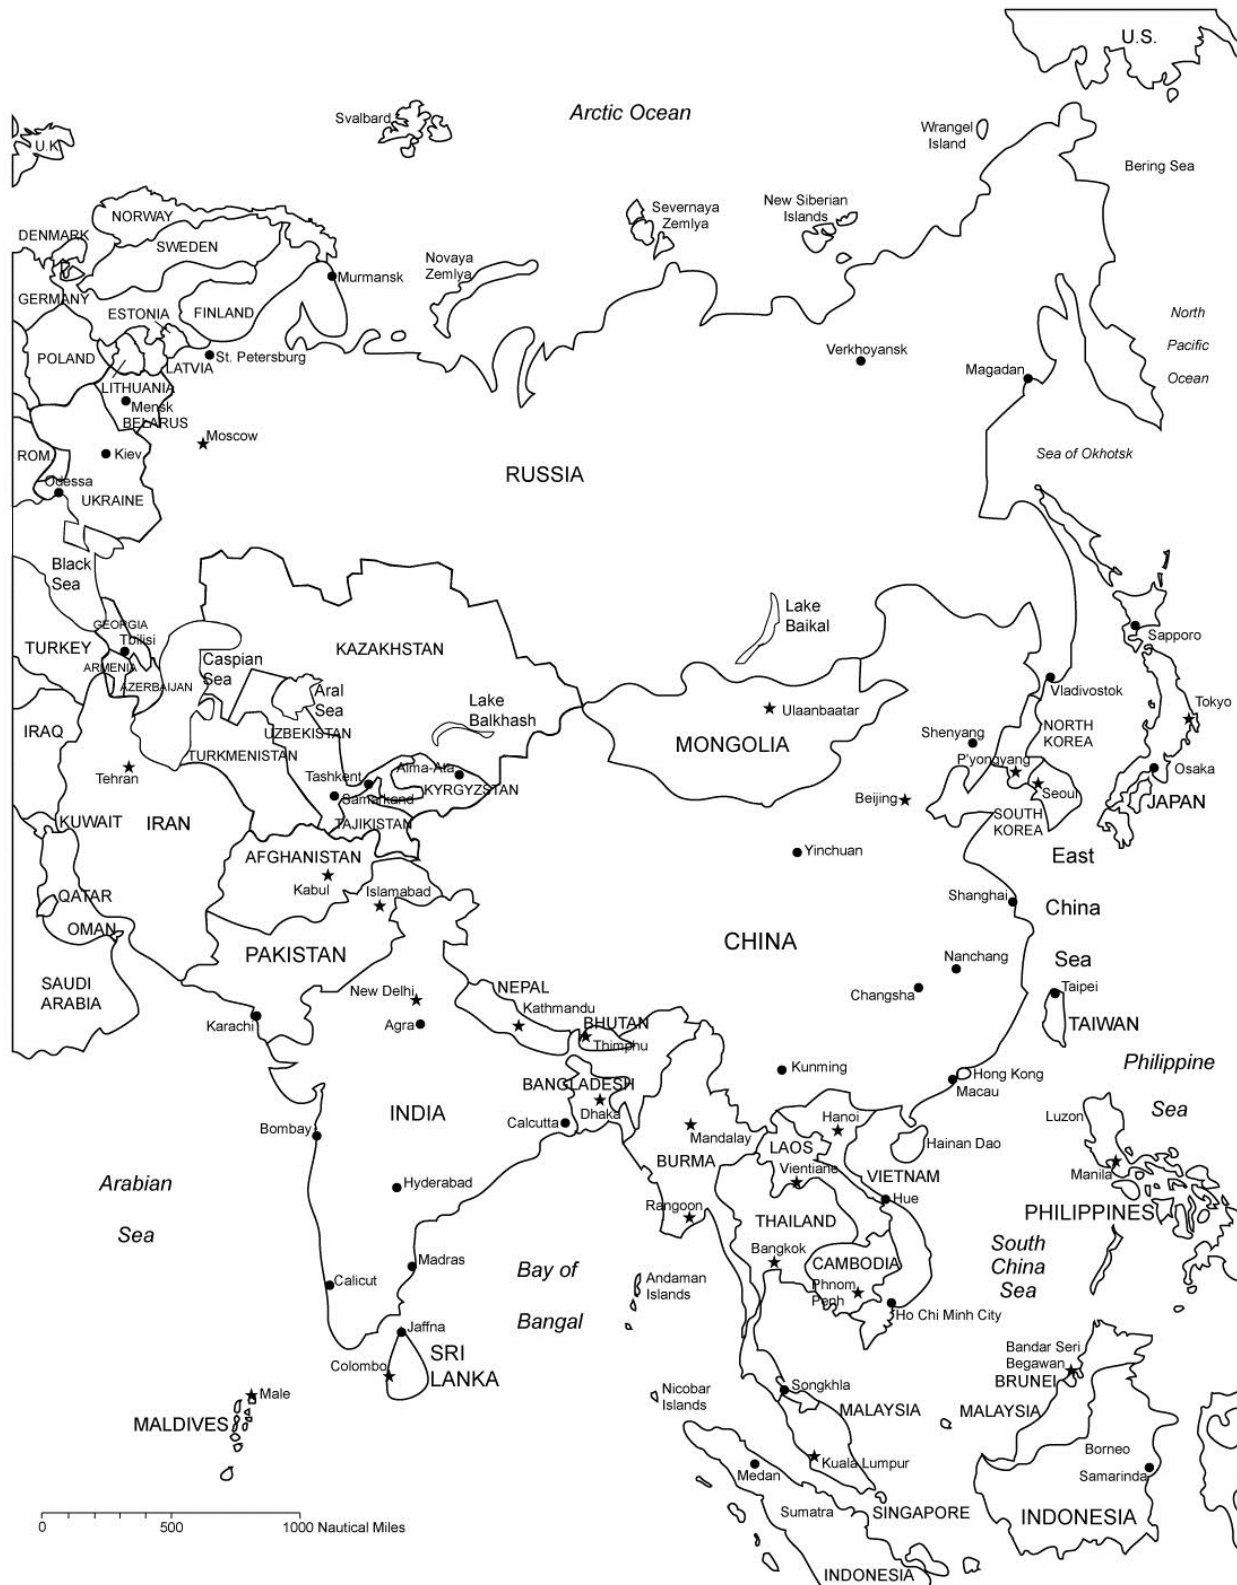 U.S.
Arctic Ocean
Svalbard
Wrangel
Island
U.K.
Bering Sea
New Siberian
Islands
Severnaya
Zemlya
NORWAY
DENMARK
SWEDEN
Novaya
Zemlya
Murmansk
GERMANY
ESTONIA
FINLAND
North
Pacific
Ocean
Verkhoyansk
St. Petersburg
POLAND
LATVIA
Magadan
LITHUANIA
Mensk
BELARUS
Moscow
ROM.
Kiev
Sea of Okhotsk
RUSSIA
Odessa
UKRAINE
Black
Sea
Lake
Baikal
GEORGIA
Tbilisi
TURKEY
KAZAKHSTAN
Sapporo
ARMENIA
Caspian
Sea
AZERBAIJAN
Aral
Sea
Lake
Balkhash
Vladivostok
Tokyo
Ulaanbaatar
IRAQ
UZBEKISTAN
NORTH
KOREA
Shenyang
MONGOLIA
TURKMENISTAN
P'yongyang
Tehran
Tashkent
Alma-Ata
KYRGYZSTAN
Osaka
Samarkand
Beijing
Seoul
JAPAN
KUWAIT
IRAN
TAJIKISTAN
SOUTH
KOREA
Yinchuan
East
China
Sea
AFGHANISTAN
Kabul
Islamabad
QATAR
Shanghai
OMAN
CHINA
PAKISTAN
Nanchang
SAUDI
ARABIA
New Delhi
NEPAL
Changsha
Taipei
Kathmandu
Karachi
Agra
BHUTAN
Thimphu
TAIWAN
Kunming
Hong Kong
Macau
Philippine
Sea
BANGLADESH
Dhaka
INDIA
Calcutta
Hanoi
Luzon
Bombay
Mandalay
LAOS
Hainan Dao
BURMA
Vientiane
VIETNAM
Manila
Arabian
Sea
Hyderabad
Rangoon
Hue
PHILIPPINES
THAILAND
Bangkok
CAMBODIA
South
China
Sea
Madras
Bay of
Bangal
Calicut
Andaman
Islands
Phnom
Penh
Ho Chi Minh City
Jaffna
SRI
LANKA
Colombo
Bandar Seri
Begawan
BRUNEI
Male
Nicobar
Islands
Songkhla
MALDIVES
MALAYSIA
MALAYSIA
Borneo
Kuala Lumpur
Medan
Samarinda
Sumatra
SINGAPORE
INDONESIA
0 500 1000 Nautical Miles
INDONESIA